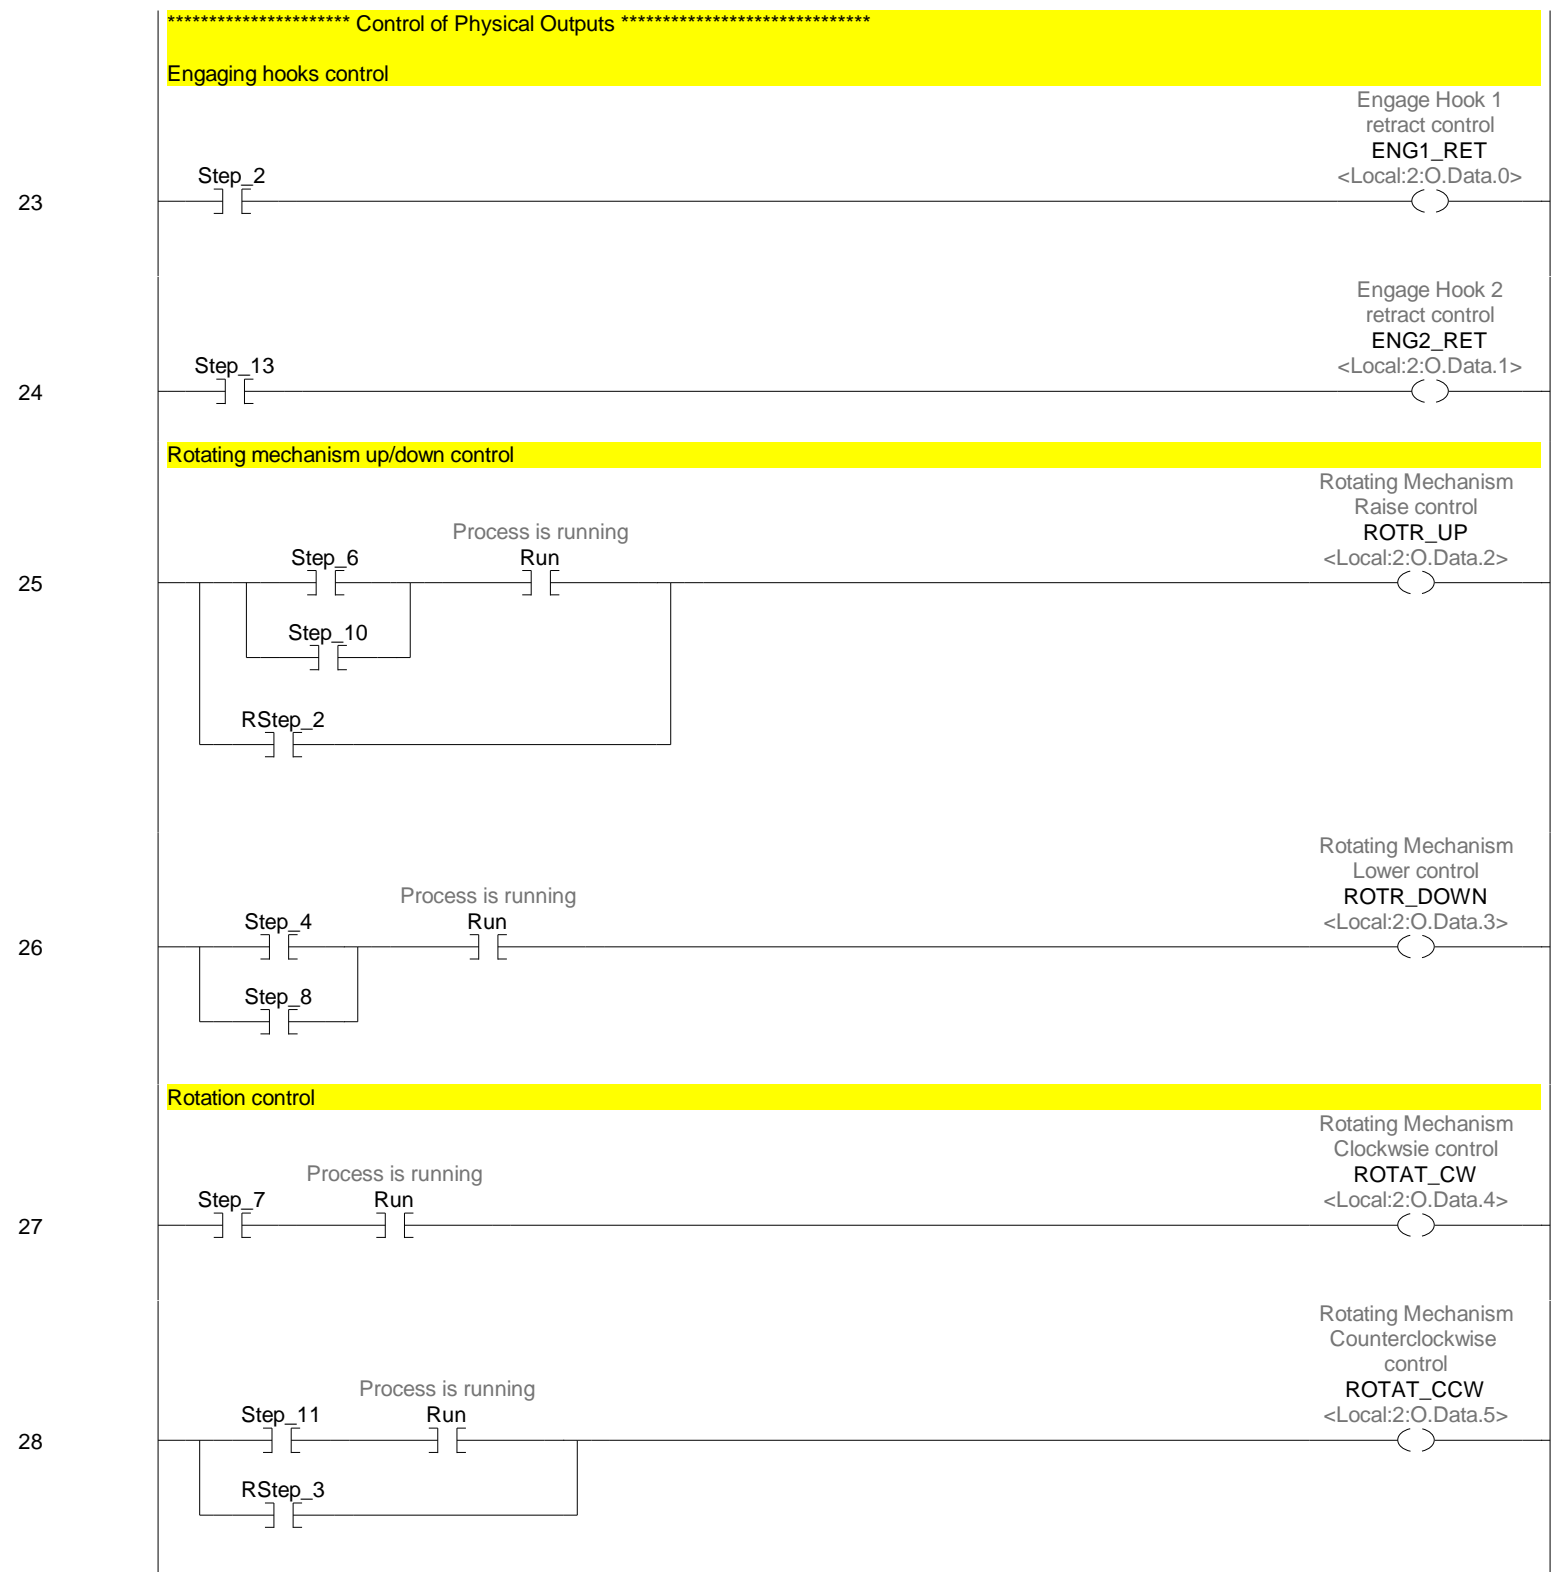 ********************** Control of Physical Outputs ******************************
Engaging hooks control
Engage Hook 1
retract control
ENG1_RET
<Local:2:O.Data.0>
Step_2
23
Engage Hook 2
retract control
ENG2_RET
<Local:2:O.Data.1>
Step_13
24
Rotating mechanism up/down control
Rotating Mechanism
Raise control
ROTR_UP
<Local:2:O.Data.2>
Process is running
Step_6
Run
25
Step_10
RStep_2
Rotating Mechanism
Lower control
ROTR_DOWN
<Local:2:O.Data.3>
Process is running
Step_4
Run
26
Step_8
Rotation control
Rotating Mechanism
Clockwsie control
ROTAT_CW
<Local:2:O.Data.4>
Process is running
Step_7
Run
27
Rotating Mechanism
Counterclockwise
control
ROTAT_CCW
<Local:2:O.Data.5>
Process is running
Step_11
Run
28
RStep_3